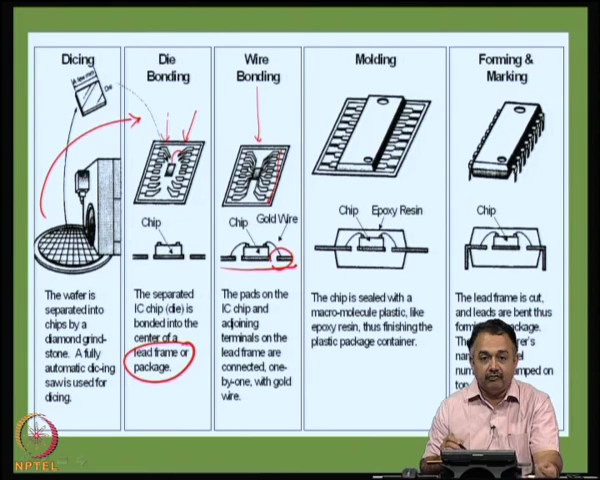 Dicing
A few mm
Die
The wafer is
separated into
chips by a
diamond grind-
stone. A fully
automatic dic-ing
saw is used for
dicing.
Die
Bonding
Chip
The separated
IC chip (die) is
bonded into the
center of a
lead frame or
package.
Wire
Bonding
Chip
Gold Wire
The pads on the
IC chip and
adjoining
terminals on
the lead frame are
connected, one-
by-one, with gold
wire.
Molding
Chip
Epoxy Resin
The chip is sealed with a
macro-molecule plastic, like
epoxy resin, thus finishing the
plastic package container.
Forming &
Marking
Chip
The lead frame is cut, and
leads are bent thus
package.
NPTEL